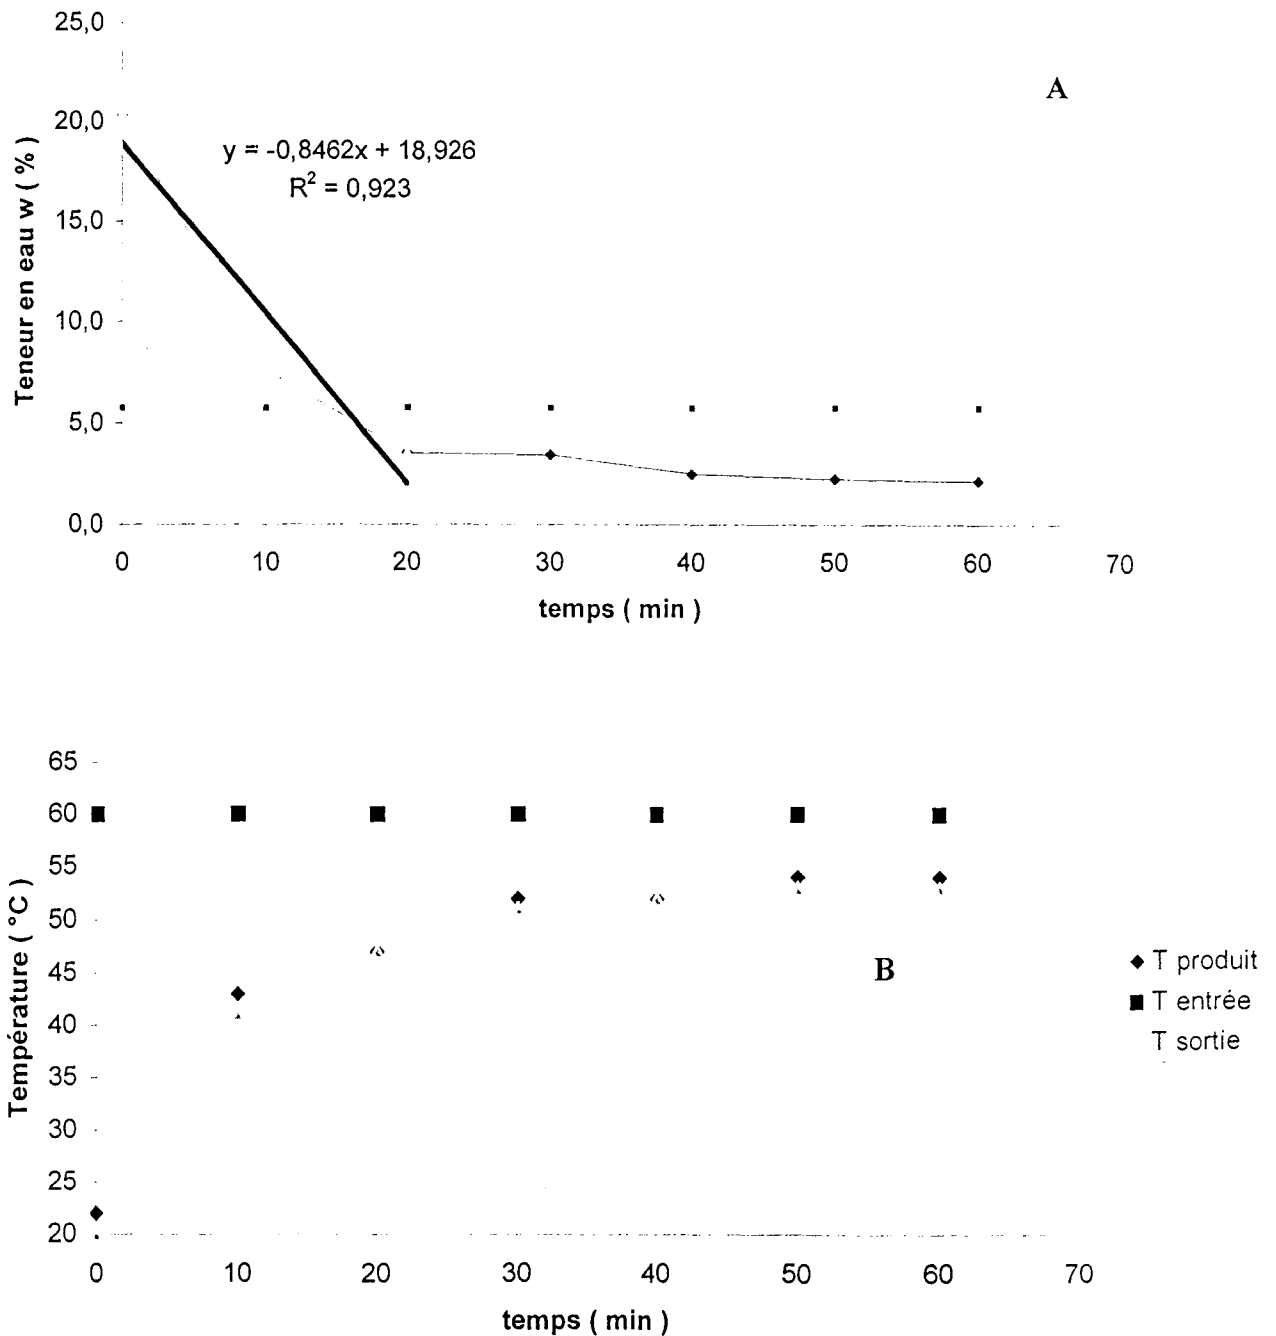 25,0
A
20,0
y = -0,8462x + 18,926
R² = 0,923
15,0
10,0
5,0
0,0
Teneur en eau w ( % )
0 10 20 30 40 50 60 70
temps ( min )
65
60
55
50
45
40
35
30
25
20
Température ( °C )
B
T produit
T entrée
T sortie
0 10 20 30 40 50 60 70
temps ( min )